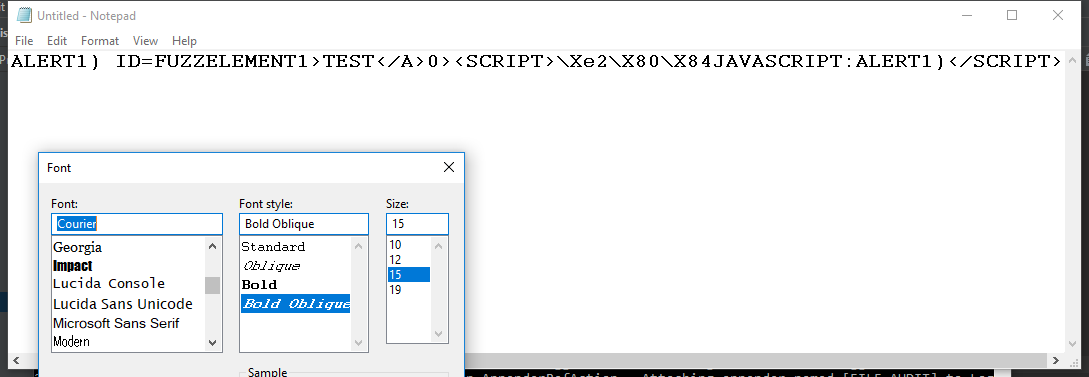 Untitled - Notepad
File Edit Format View Help
ALERT1) ID=FUZZELEMENT1>TEST</A>0><SCRIPT>\Xe2\X80\X84JAVASCRIPT:ALERT1)</SCRIPT>
Font
Font: Font style: Size:
Courier Bold Oblique 15
Georgia Standard 10
Impact Oblique 12
Lucida Console Bold 15
Lucida Sans Unicode Bold Oblique 19
Microsoft Sans Serif
Modern
Sample